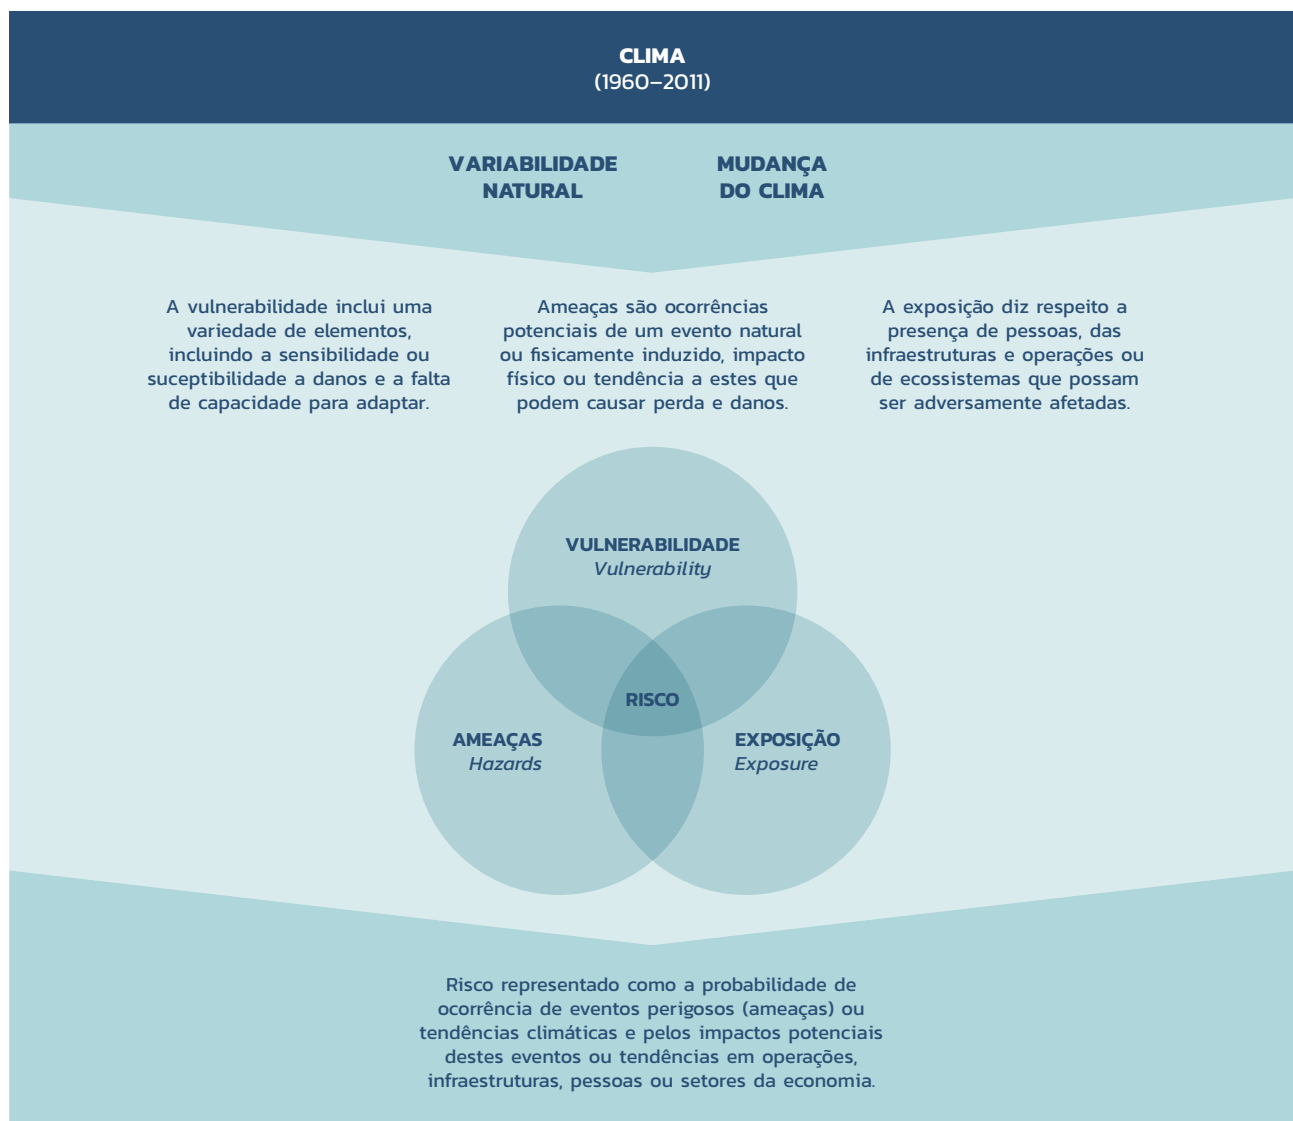 CLIMA
(1960–2011)
VARIABILIDADE
NATURAL
MUDANÇA
DO CLIMA
A vulnerabilidade inclui uma
variedade de elementos,
incluindo a sensibilidade ou
suceptibilidade a danos e a falta
de capacidade para adaptar.
Ameaças são ocorrências
potenciais de um evento natural
ou fisicamente induzido, impacto
físico ou tendência a estes que
podem causar perda e danos.
A exposição diz respeito a
presença de pessoas, das
infraestruturas e operações ou
de ecossistemas que possam
ser adversamente afetadas.
VULNERABILIDADE
Vulnerability
RISCO
AMEAÇAS
Hazards
EXPOSIÇÃO
Exposure
Risco representado como a probabilidade de
ocorrência de eventos perigosos (ameaças) ou
tendências climáticas e pelos impactos potenciais
destes eventos ou tendências em operações,
infraestruturas, pessoas ou setores da economia.